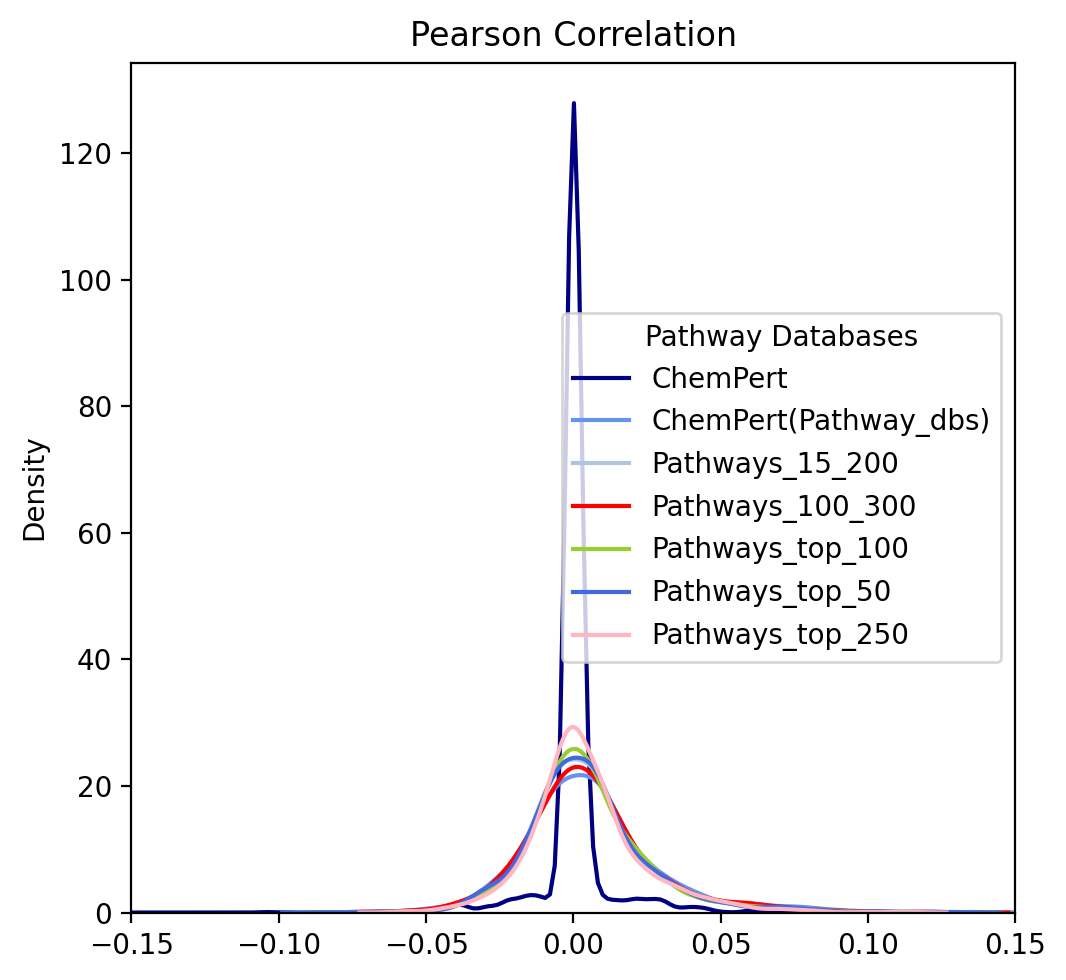 Pearson Correlation
120
100
80
60
40
20
0
Density
Pathway Databases
ChemPert
ChemPert(Pathway_dbs)
Pathways_15_200
Pathways_100_300
Pathways_top_100
Pathways_top_50
Pathways_top_250
−0.15 −0.10 −0.05 0.00 0.05 0.10 0.15